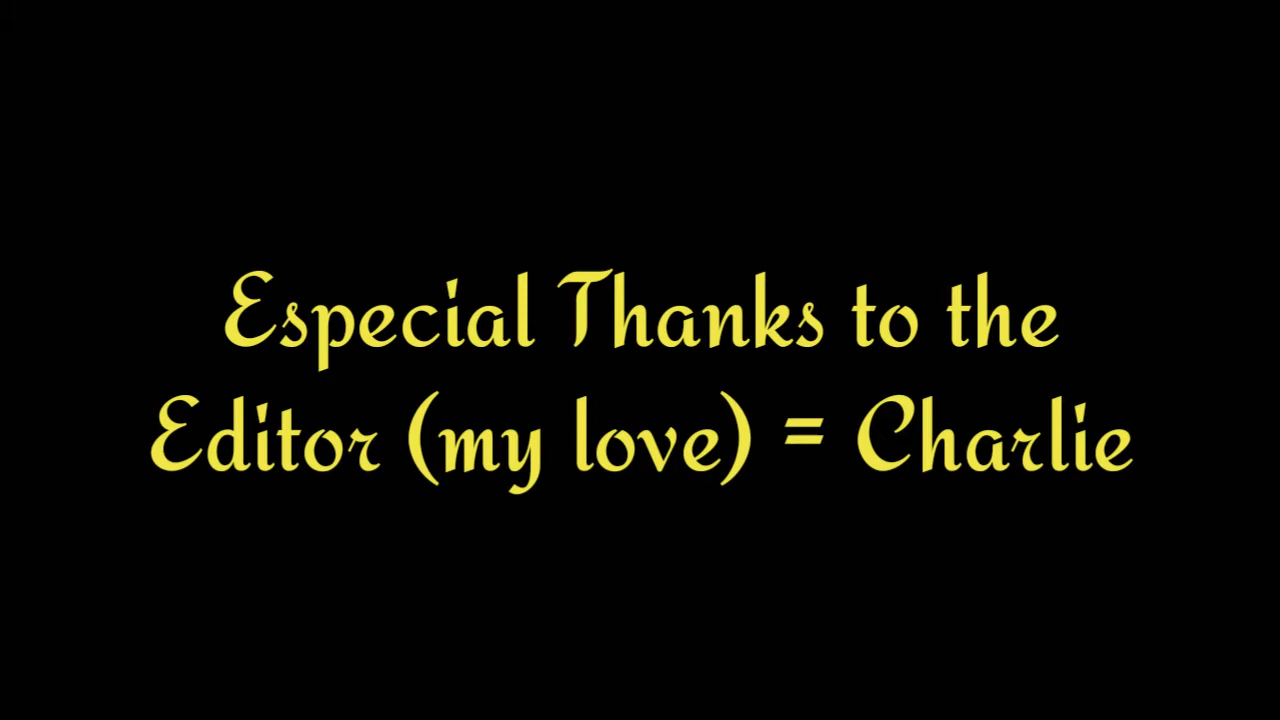 Especial Thanks to the
Editor (my love) = Charlie